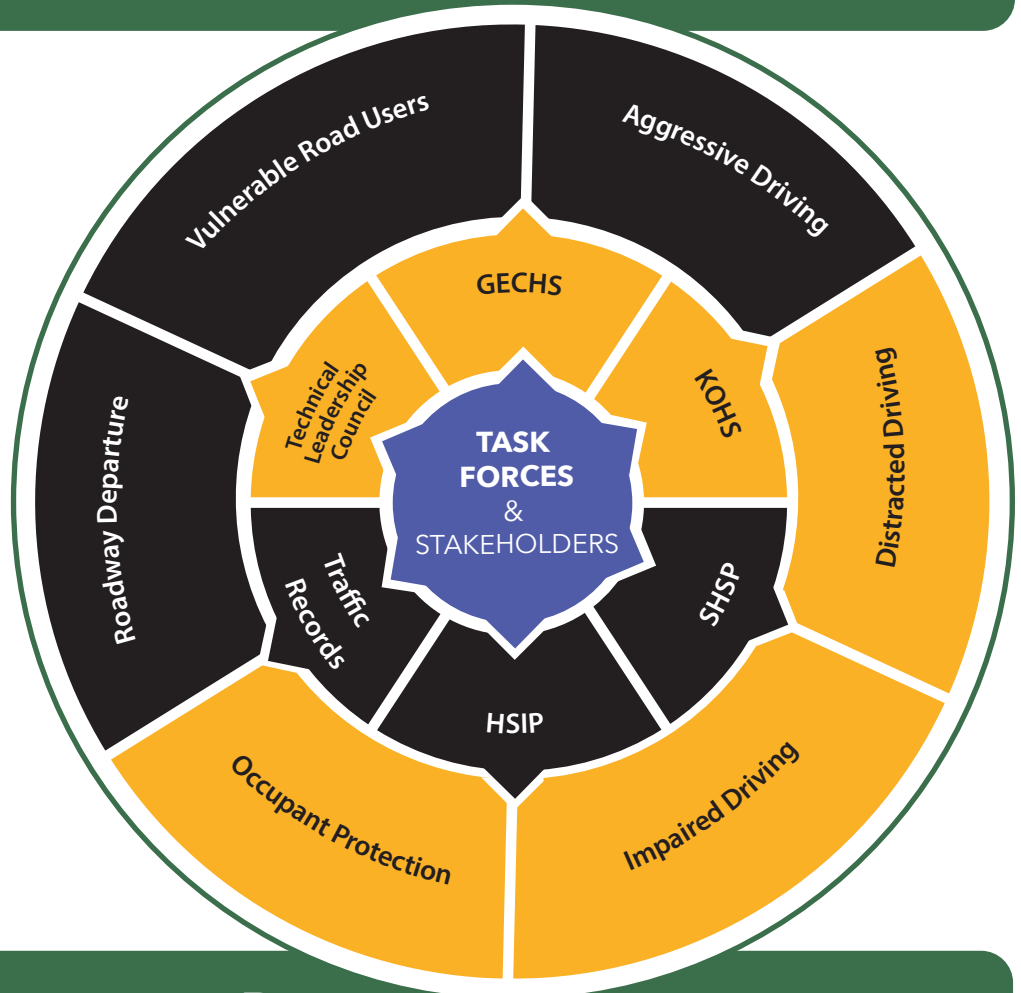 Vulnerable Road Users
Aggressive Driving
GECHS
Technical
Leadership
Council
KOHS
TASK
FORCES
&
STAKEHOLDERS
Roadway Departure
Distracted Driving
Traffic
Records
SHSP
HSIP
Occupant Protection
Impaired Driving